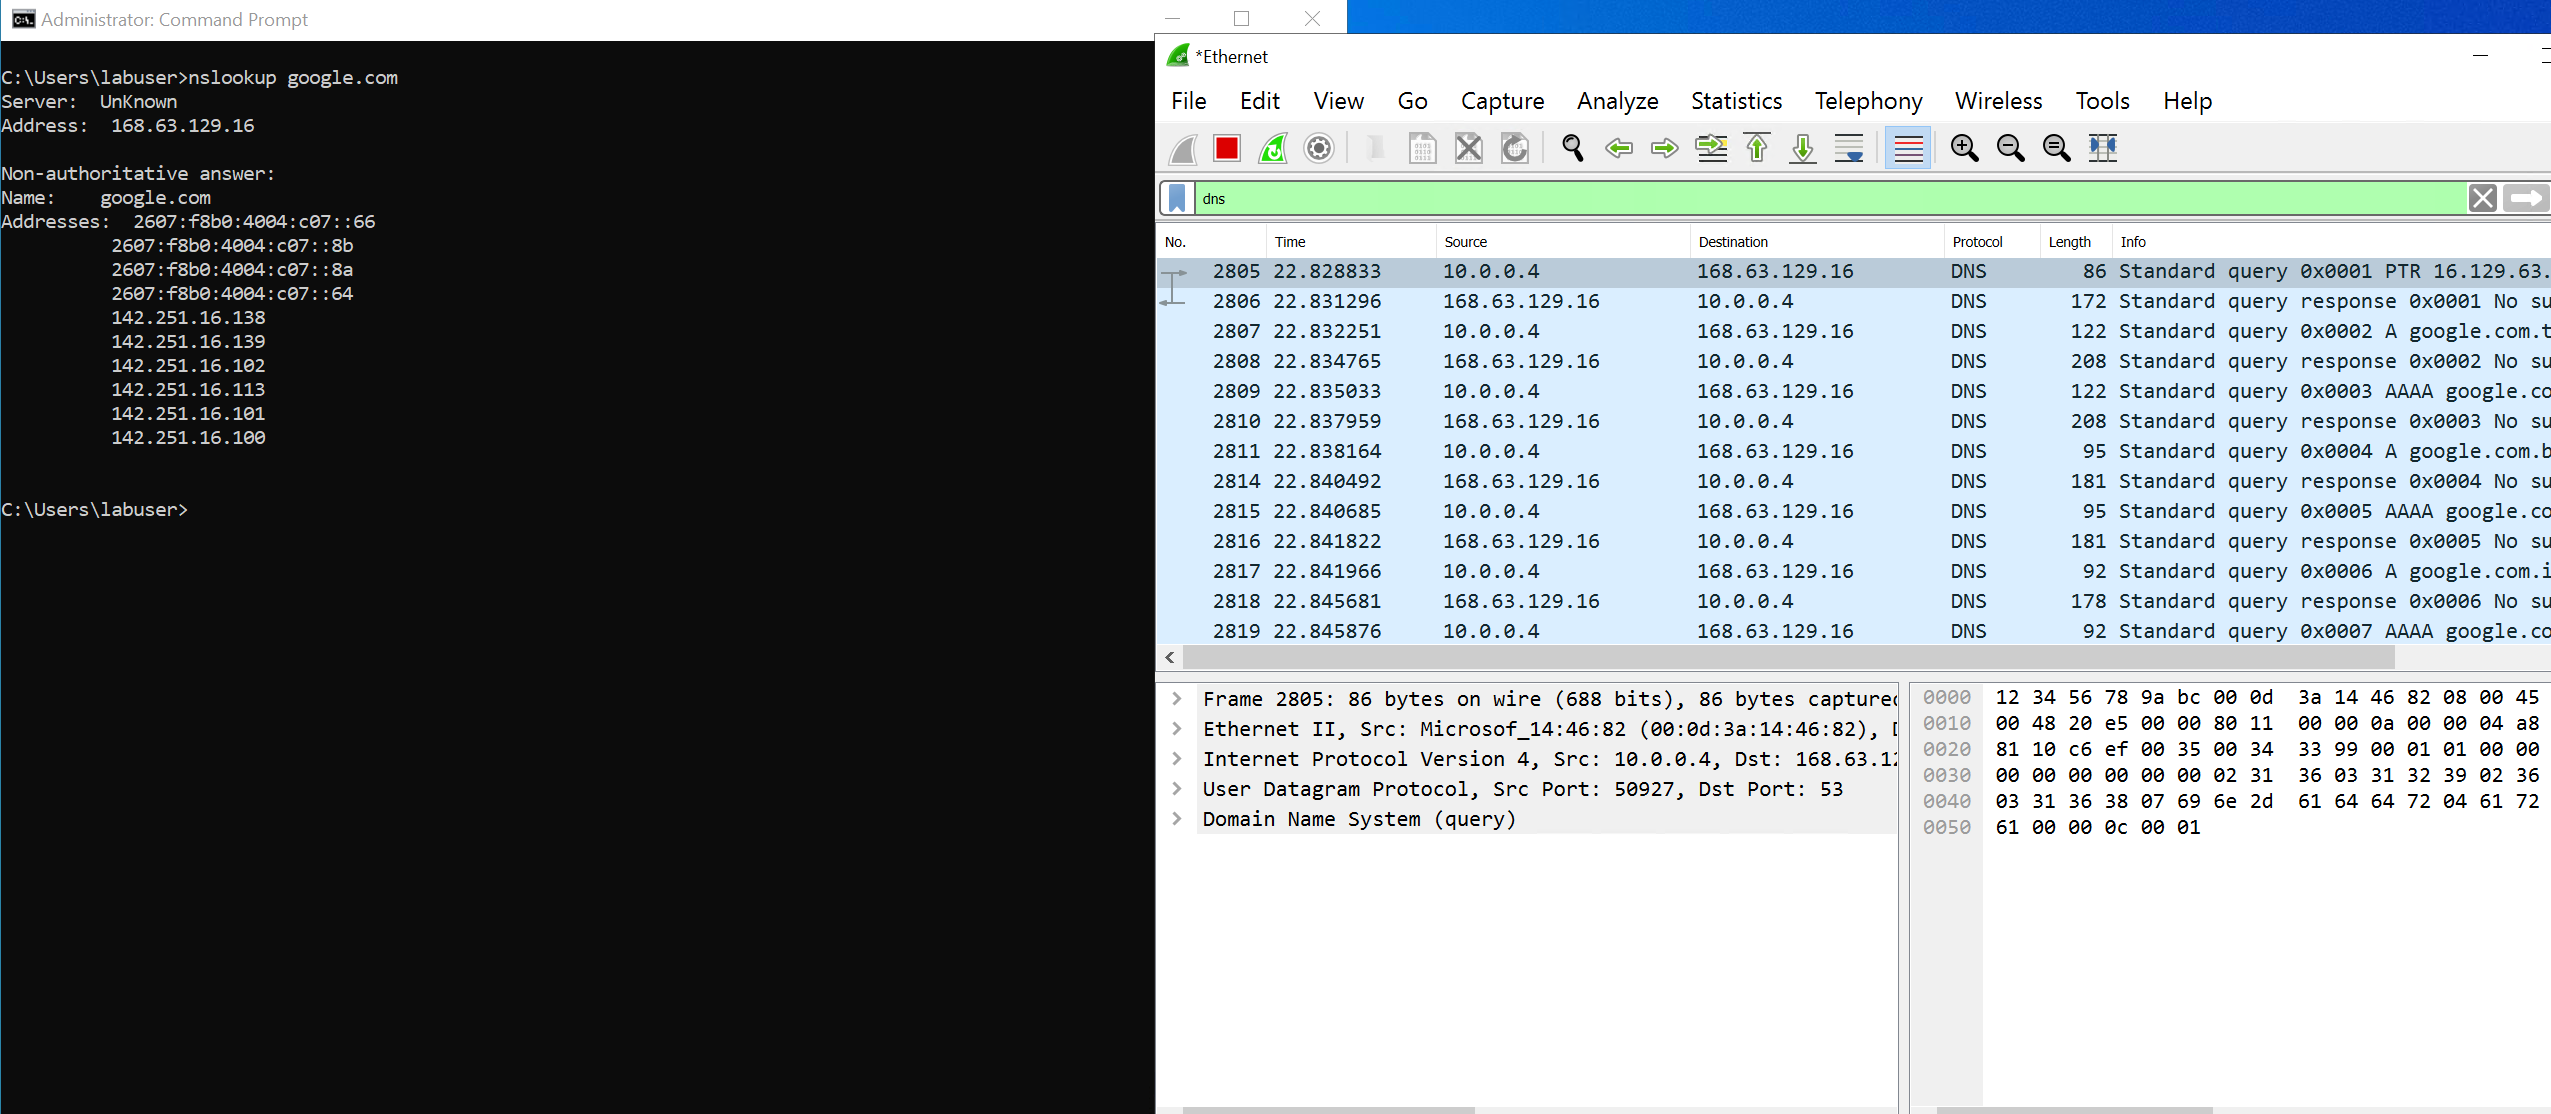 Administrator: Command Prompt
C:\Users\labuser>nslookup google.com
Server:  UnKnown
Address:  168.63.129.16
Non-authoritative answer:
Name:    google.com
Addresses:  2607:f8b0:4004:c07::66
2607:f8b0:4004:c07::8b
2607:f8b0:4004:c07::8a
2607:f8b0:4004:c07::64
142.251.16.138
142.251.16.139
142.251.16.102
142.251.16.113
142.251.16.101
142.251.16.100
C:\Users\labuser>
*Ethernet
File Edit View Go Capture Analyze Statistics Telephony Wireless Tools Help
dns
No. Time Source Destination Protocol Length Info
2805 22.828833 10.0.0.4 168.63.129.16 DNS 86 Standard query 0x0001 PTR 16.129.63.
2806 22.831296 168.63.129.16 10.0.0.4 DNS 172 Standard query response 0x0001 No su
2807 22.832251 10.0.0.4 168.63.129.16 DNS 122 Standard query 0x0002 A google.com.t
2808 22.834765 168.63.129.16 10.0.0.4 DNS 208 Standard query response 0x0002 No su
2809 22.835033 10.0.0.4 168.63.129.16 DNS 122 Standard query 0x0003 AAAA google.co
2810 22.837959 168.63.129.16 10.0.0.4 DNS 208 Standard query response 0x0003 No su
2811 22.838164 10.0.0.4 168.63.129.16 DNS 95 Standard query 0x0004 A google.com.b
2814 22.840492 168.63.129.16 10.0.0.4 DNS 181 Standard query response 0x0004 No su
2815 22.840685 10.0.0.4 168.63.129.16 DNS 95 Standard query 0x0005 AAAA google.co
2816 22.841822 168.63.129.16 10.0.0.4 DNS 181 Standard query response 0x0005 No su
2817 22.841966 10.0.0.4 168.63.129.16 DNS 92 Standard query 0x0006 A google.com.i
2818 22.845681 168.63.129.16 10.0.0.4 DNS 178 Standard query response 0x0006 No su
2819 22.845876 10.0.0.4 168.63.129.16 DNS 92 Standard query 0x0007 AAAA google.co
Frame 2805: 86 bytes on wire (688 bits), 86 bytes captured
Ethernet II, Src: Microsof_14:46:82 (00:0d:3a:14:46:82), D
Internet Protocol Version 4, Src: 10.0.0.4, Dst: 168.63.12
User Datagram Protocol, Src Port: 50927, Dst Port: 53
Domain Name System (query)
0000 12 34 56 78 9a bc 00 0d 3a 14 46 82 08 00 45
0010 00 48 20 e5 00 00 80 11 00 00 0a 00 00 04 a8
0020 81 10 c6 ef 00 35 00 34 33 99 00 01 01 00 00
0030 00 00 00 00 00 00 02 31 36 03 31 32 39 02 36
0040 03 31 36 38 07 69 6e 2d 61 64 64 72 04 61 72
0050 61 00 00 0c 00 01